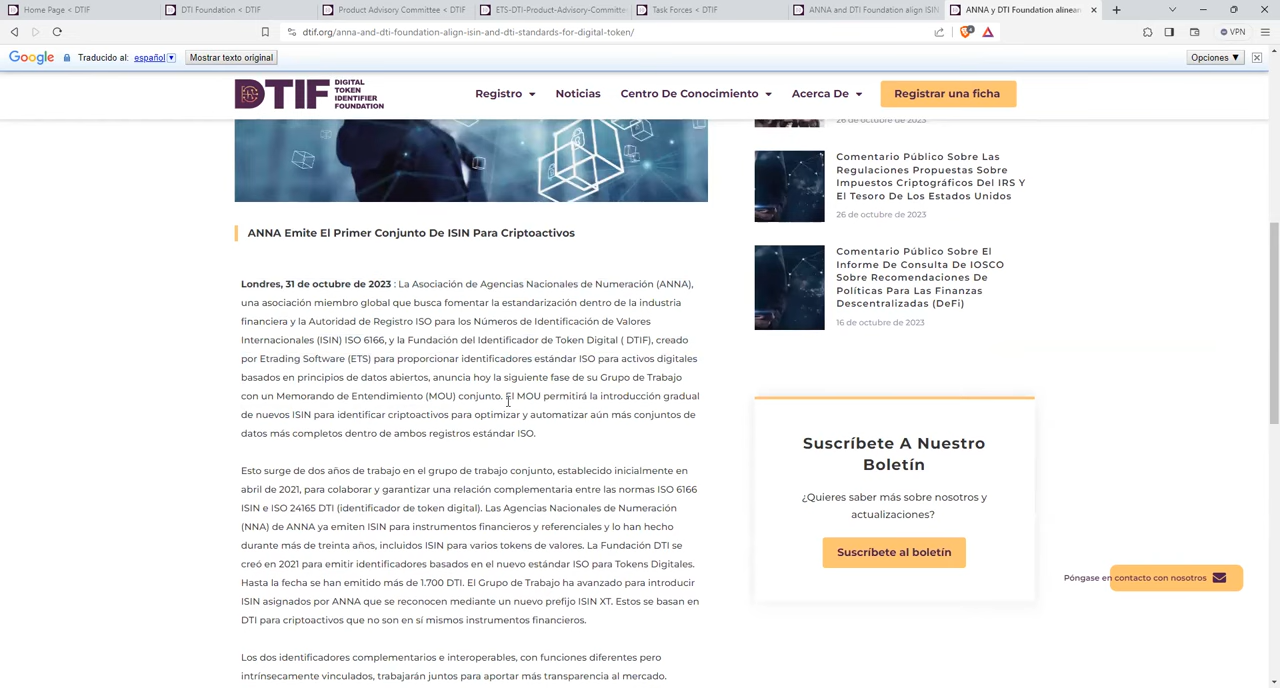 Home Page < DTIF
DTI Foundation < DTIF
Product Advisory Committee < DTIF
ETS-DTI-Product-Advisory-Committee
Task Forces < DTIF
ANNA and DTI Foundation align ISIN
ANNA y DTI Foundation alinean
dtif.org/anna-and-dti-foundation-align-isin-and-dti-standards-for-digital-token/
VPN
Google Traducido al: español Mostrar texto original
Opciones ▼
DTIF DIGITAL
TOKEN
IDENTIFIER
FOUNDATION
Registro Noticias Centro De Conocimiento Acerca De Registrar una ficha
26 de octubre de 2023
Comentario Público Sobre Las
Regulaciones Propuestas Sobre
Impuestos Criptográficos Del IRS Y
El Tesoro De Los Estados Unidos
26 de octubre de 2023
Comentario Público Sobre El
Informe De Consulta De IOSCO
Sobre Recomendaciones De
Políticas Para Las Finanzas
Descentralizadas (DeFi)
16 de octubre de 2023
ANNA Emite El Primer Conjunto De ISIN Para Criptoactivos
Londres, 31 de octubre de 2023 : La Asociación de Agencias Nacionales de Numeración (ANNA),
una asociación miembro global que busca fomentar la estandarización dentro de la industria
financiera y la Autoridad de Registro ISO para los Números de Identificación de Valores
Internacionales (ISIN) ISO 6166, y la Fundación del Identificador de Token Digital ( DTIF), creado
por Etrading Software (ETS) para proporcionar identificadores estándar ISO para activos digitales
basados en principios de datos abiertos, anuncia hoy la siguiente fase de su Grupo de Trabajo
con un Memorando de Entendimiento (MOU) conjunto. El MOU permitirá la introducción gradual
de nuevos ISIN para identificar criptoactivos para optimizar y automatizar aún más conjuntos de
datos más completos dentro de ambos registros estándar ISO.
Esto surge de dos años de trabajo en el grupo de trabajo conjunto, establecido inicialmente en
abril de 2021, para colaborar y garantizar una relación complementaria entre las normas ISO 6166
ISIN e ISO 24165 DTI (identificador de token digital). Las Agencias Nacionales de Numeración
(NNA) de ANNA ya emiten ISIN para instrumentos financieros y referenciales y lo han hecho
durante más de treinta años, incluidos ISIN para varios tokens de valores. La Fundación DTI se
creó en 2021 para emitir identificadores basados en el nuevo estándar ISO para Tokens Digitales.
Hasta la fecha se han emitido más de 1.700 DTI. El Grupo de Trabajo ha avanzado para introducir
ISIN asignados por ANNA que se reconocen mediante un nuevo prefijo ISIN XT. Estos se basan en
DTI para criptoactivos que no son en sí mismos instrumentos financieros.
Los dos identificadores complementarios e interoperables, con funciones diferentes pero
intrínsecamente vinculados, trabajarán juntos para aportar más transparencia al mercado.
Suscríbete A Nuestro
Boletín
¿Quieres saber más sobre nosotros y
actualizaciones?
Suscríbete al boletín
Póngase en contacto con nosotros